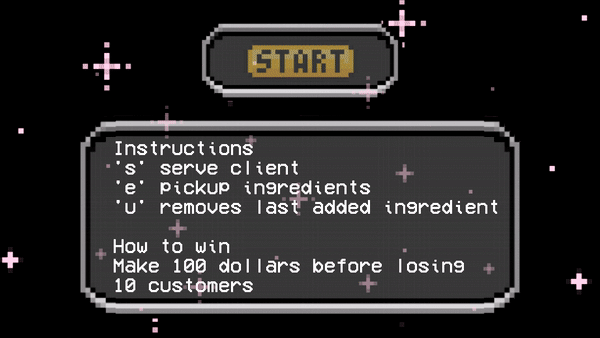 START
Instructions
's' serve client
'e' pickup ingredients
'u' removes last added ingredient
How to win
Make 100 dollars before losing
10 customers